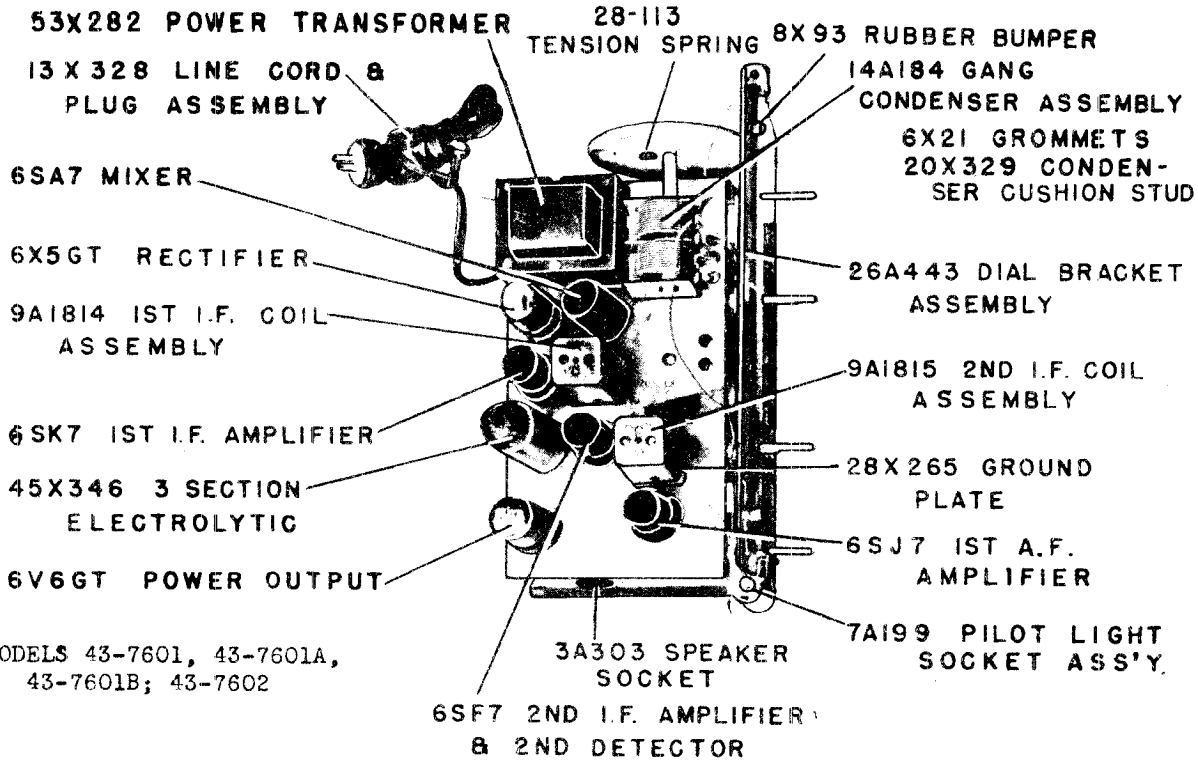 53X282 POWER TRANSFORMER
28-113
TENSION SPRING
8X93 RUBBER BUMPER
13X328 LINE CORD &
PLUG ASSEMBLY
14A184 GANG
CONDENSER ASSEMBLY
6X21 GROMMETS
20X329 CONDEN-
SER CUSHION STUD
6SA7 MIXER
6X5GT RECTIFIER
26A443 DIAL BRACKET
ASSEMBLY
9A1814 IST I.F. COIL
ASSEMBLY
9A1815 2ND I.F. COIL
ASSEMBLY
6SK7 IST I.F. AMPLIFIER
28X265 GROUND
PLATE
45X346 3 SECTION
ELECTROLYTIC
6SJ7 IST A.F.
AMPLIFIER
6V6GT POWER OUTPUT
7A199 PILOT LIGHT
SOCKET ASS'Y.
ODELS 43-7601, 43-7601A,
43-7601B; 43-7602
3A303 SPEAKER
SOCKET
6SF7 2ND I.F. AMPLIFIER
& 2ND DETECTOR